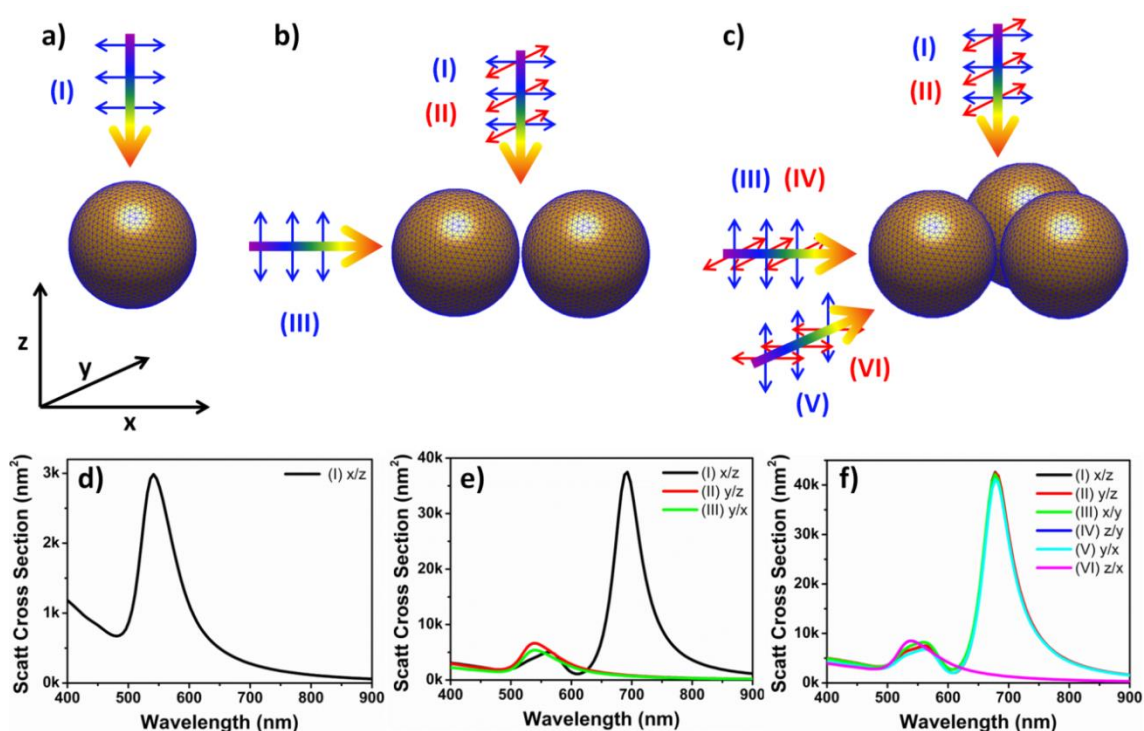 a)
(I)
b)
(I)
(II)
(III)
c)
(I)
(II)
(III) (IV)
(V)
(VI)
z
y
x
d)
(I) x/z
3k
2k
1k
0k
400 500 600 700 800 900
Wavelength (nm)
Scatt Cross Section (nm²)
e)
(I) x/z
(II) y/z
(III) y/x
40k
30k
20k
10k
0k
400 500 600 700 800 900
Wavelength (nm)
Scatt Cross Section (nm²)
f)
(I) x/z
(II) y/z
(III) x/y
(IV) z/y
(V) y/x
(VI) z/x
40k
30k
20k
10k
0k
400 500 600 700 800 900
Wavelength (nm)
Scatt Cross Section (nm²)